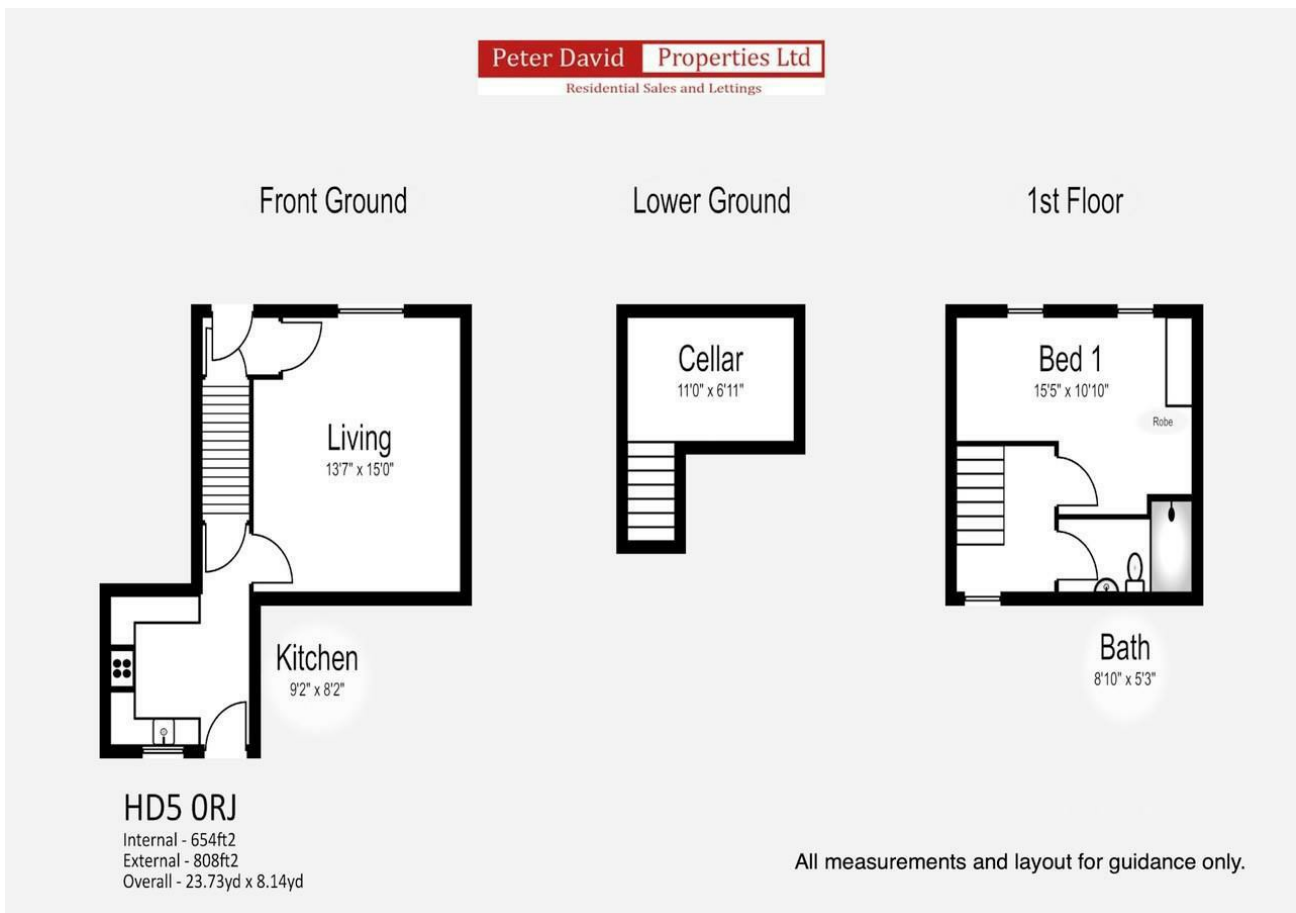 Peter David Properties Ltd
Residential Sales and Lettings
Front Ground
Lower Ground
1st Floor
Living
13'7" x 15'0"
Cellar
11'0" x 6'11"
Bed 1
15'5" x 10'10"
Robe
Kitchen
9'2" x 8'2"
Bath
8'10" x 5'3"
HD5 0RJ
Internal - 654ft2
External - 808ft2
Overall - 23.73yd x 8.14yd
All measurements and layout for guidance only.